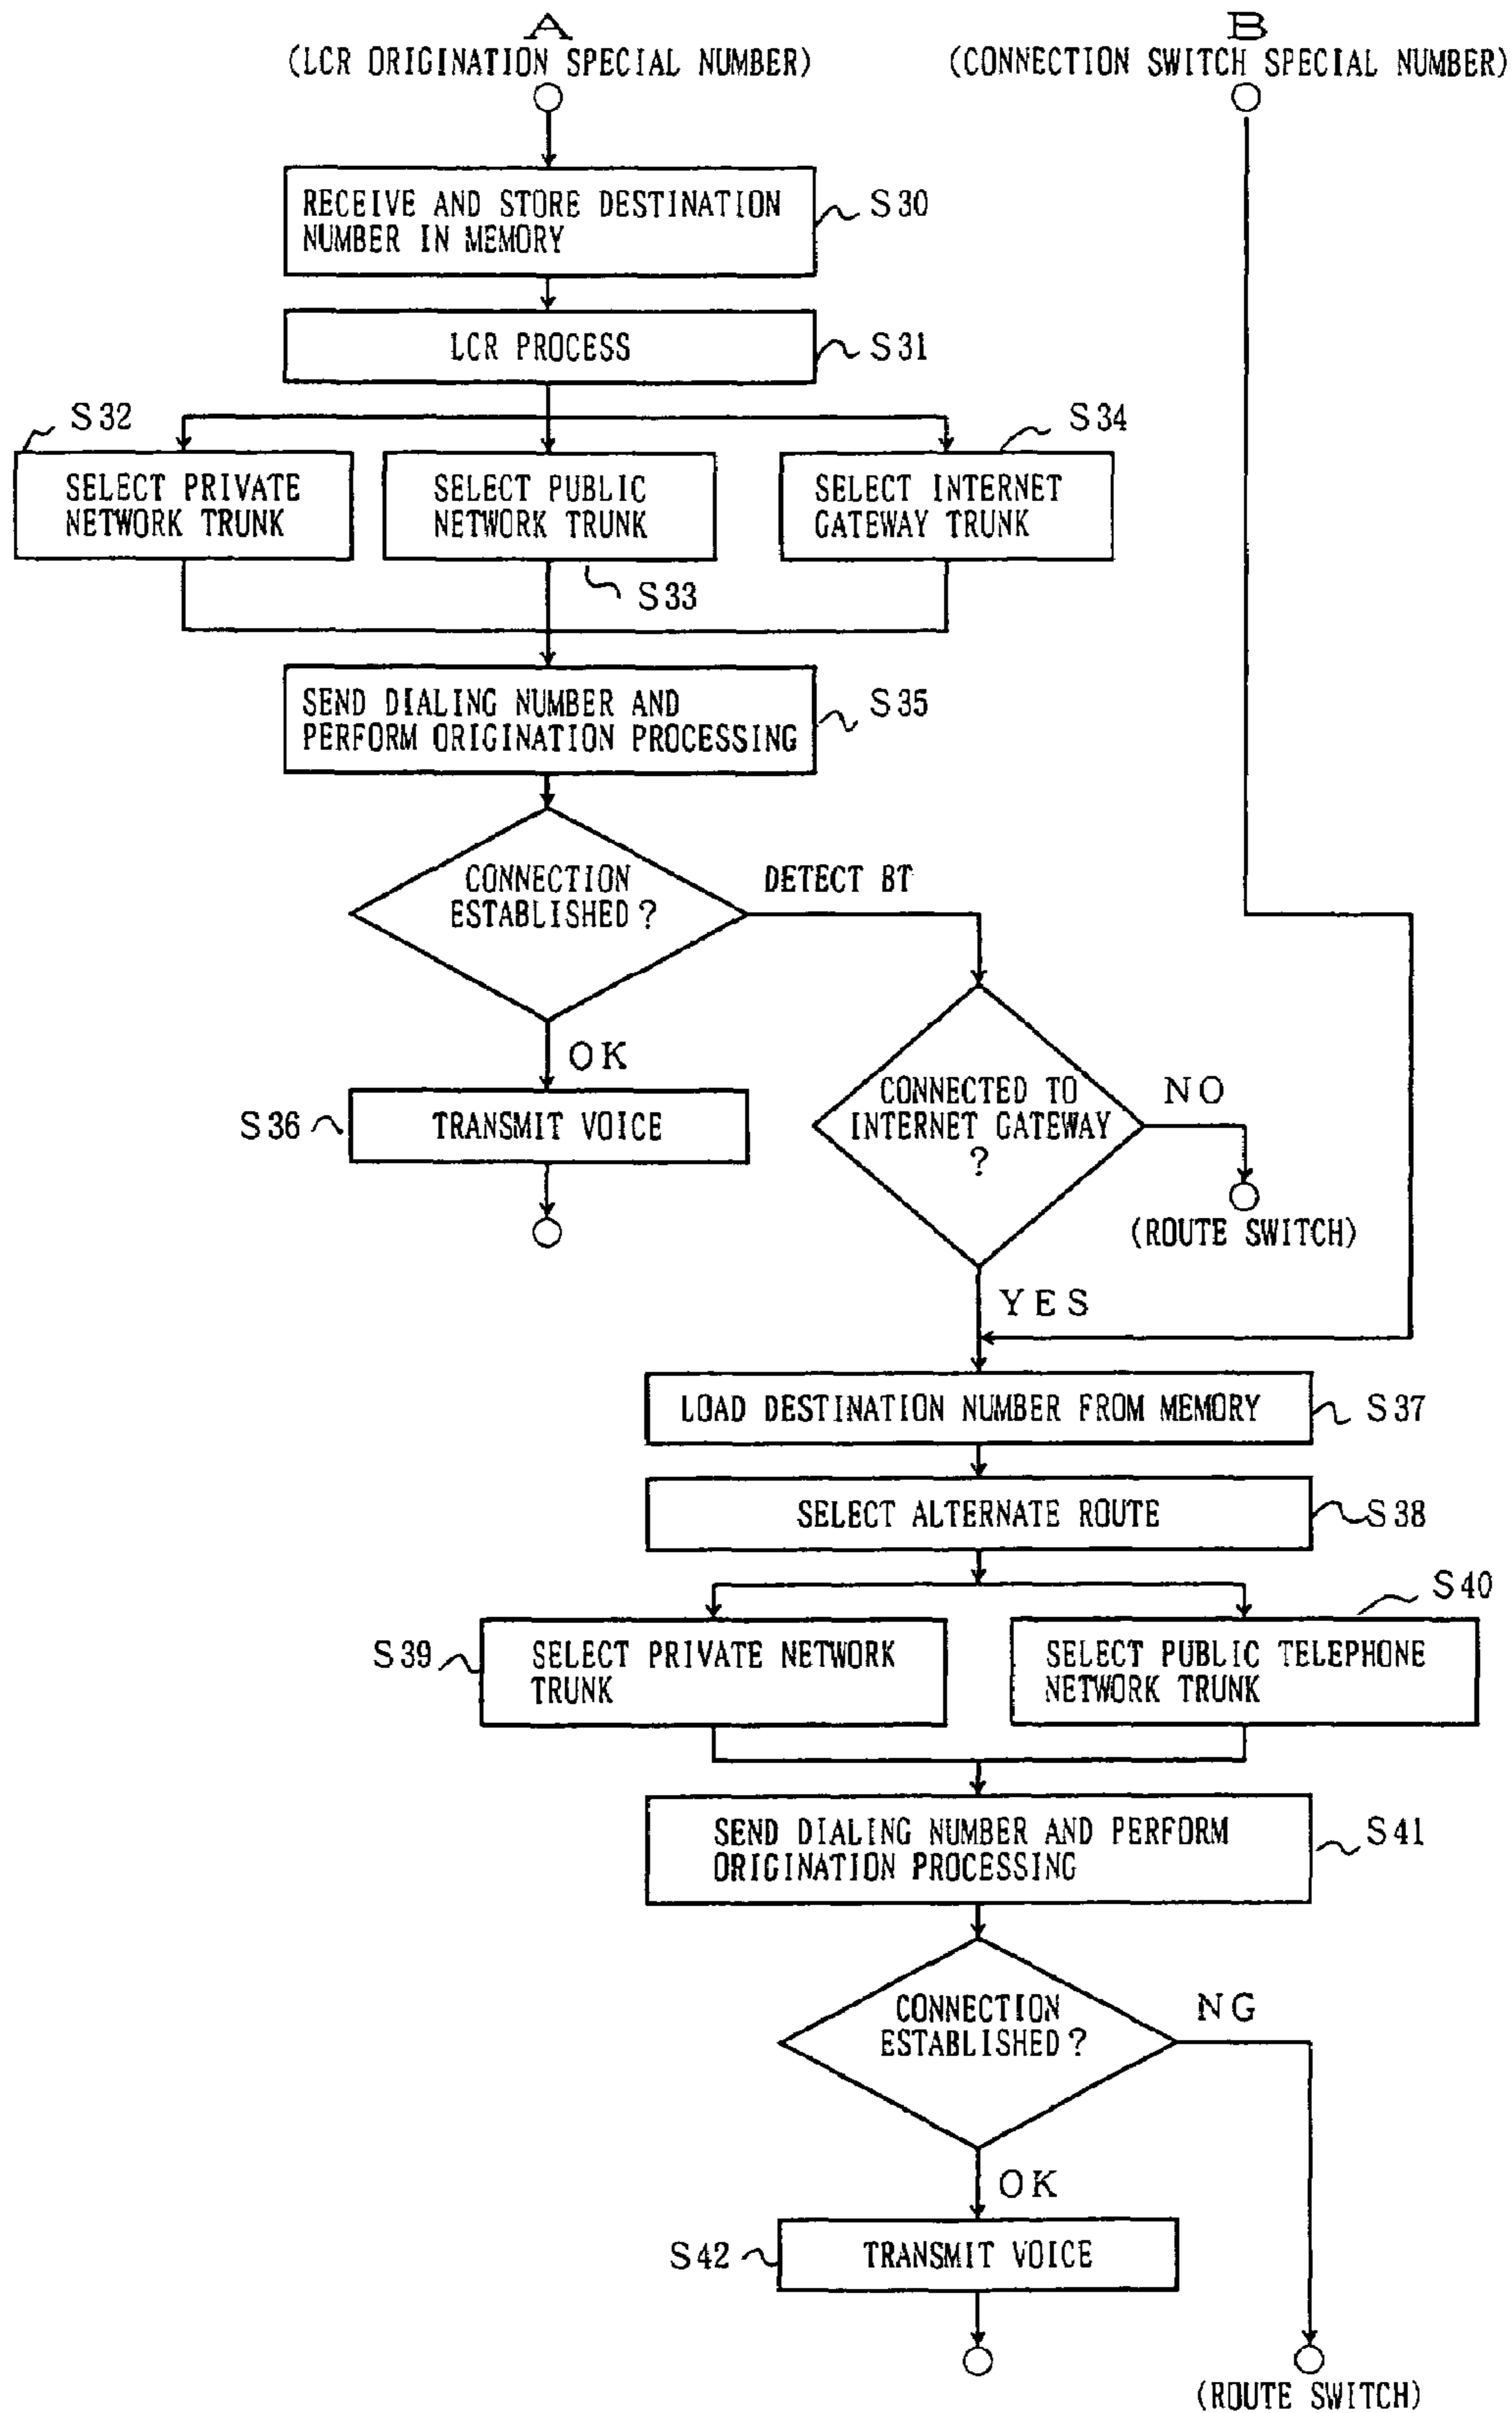 A
(LCR ORIGINATION SPECIAL NUMBER)
B
(CONNECTION SWITCH SPECIAL NUMBER)
RECEIVE AND STORE DESTINATION
NUMBER IN MEMORY
S30
LCR PROCESS
S31
S32
S34
SELECT PRIVATE
NETWORK TRUNK
SELECT PUBLIC
NETWORK TRUNK
SELECT INTERNET
GATEWAY TRUNK
S33
SEND DIALING NUMBER AND
PERFORM ORIGINATION PROCESSING
S35
CONNECTION
ESTABLISHED?
DETECT BT
OK
S36
TRANSMIT VOICE
CONNECTED TO
INTERNET GATEWAY
?
NO
(ROUTE SWITCH)
YES
LOAD DESTINATION NUMBER FROM MEMORY
S37
SELECT ALTERNATE ROUTE
S38
S40
S39
SELECT PRIVATE NETWORK
TRUNK
SELECT PUBLIC TELEPHONE
NETWORK TRUNK
SEND DIALING NUMBER AND PERFORM
ORIGINATION PROCESSING
S41
CONNECTION
ESTABLISHED?
NG
OK
S42
TRANSMIT VOICE
(ROUTE SWITCH)